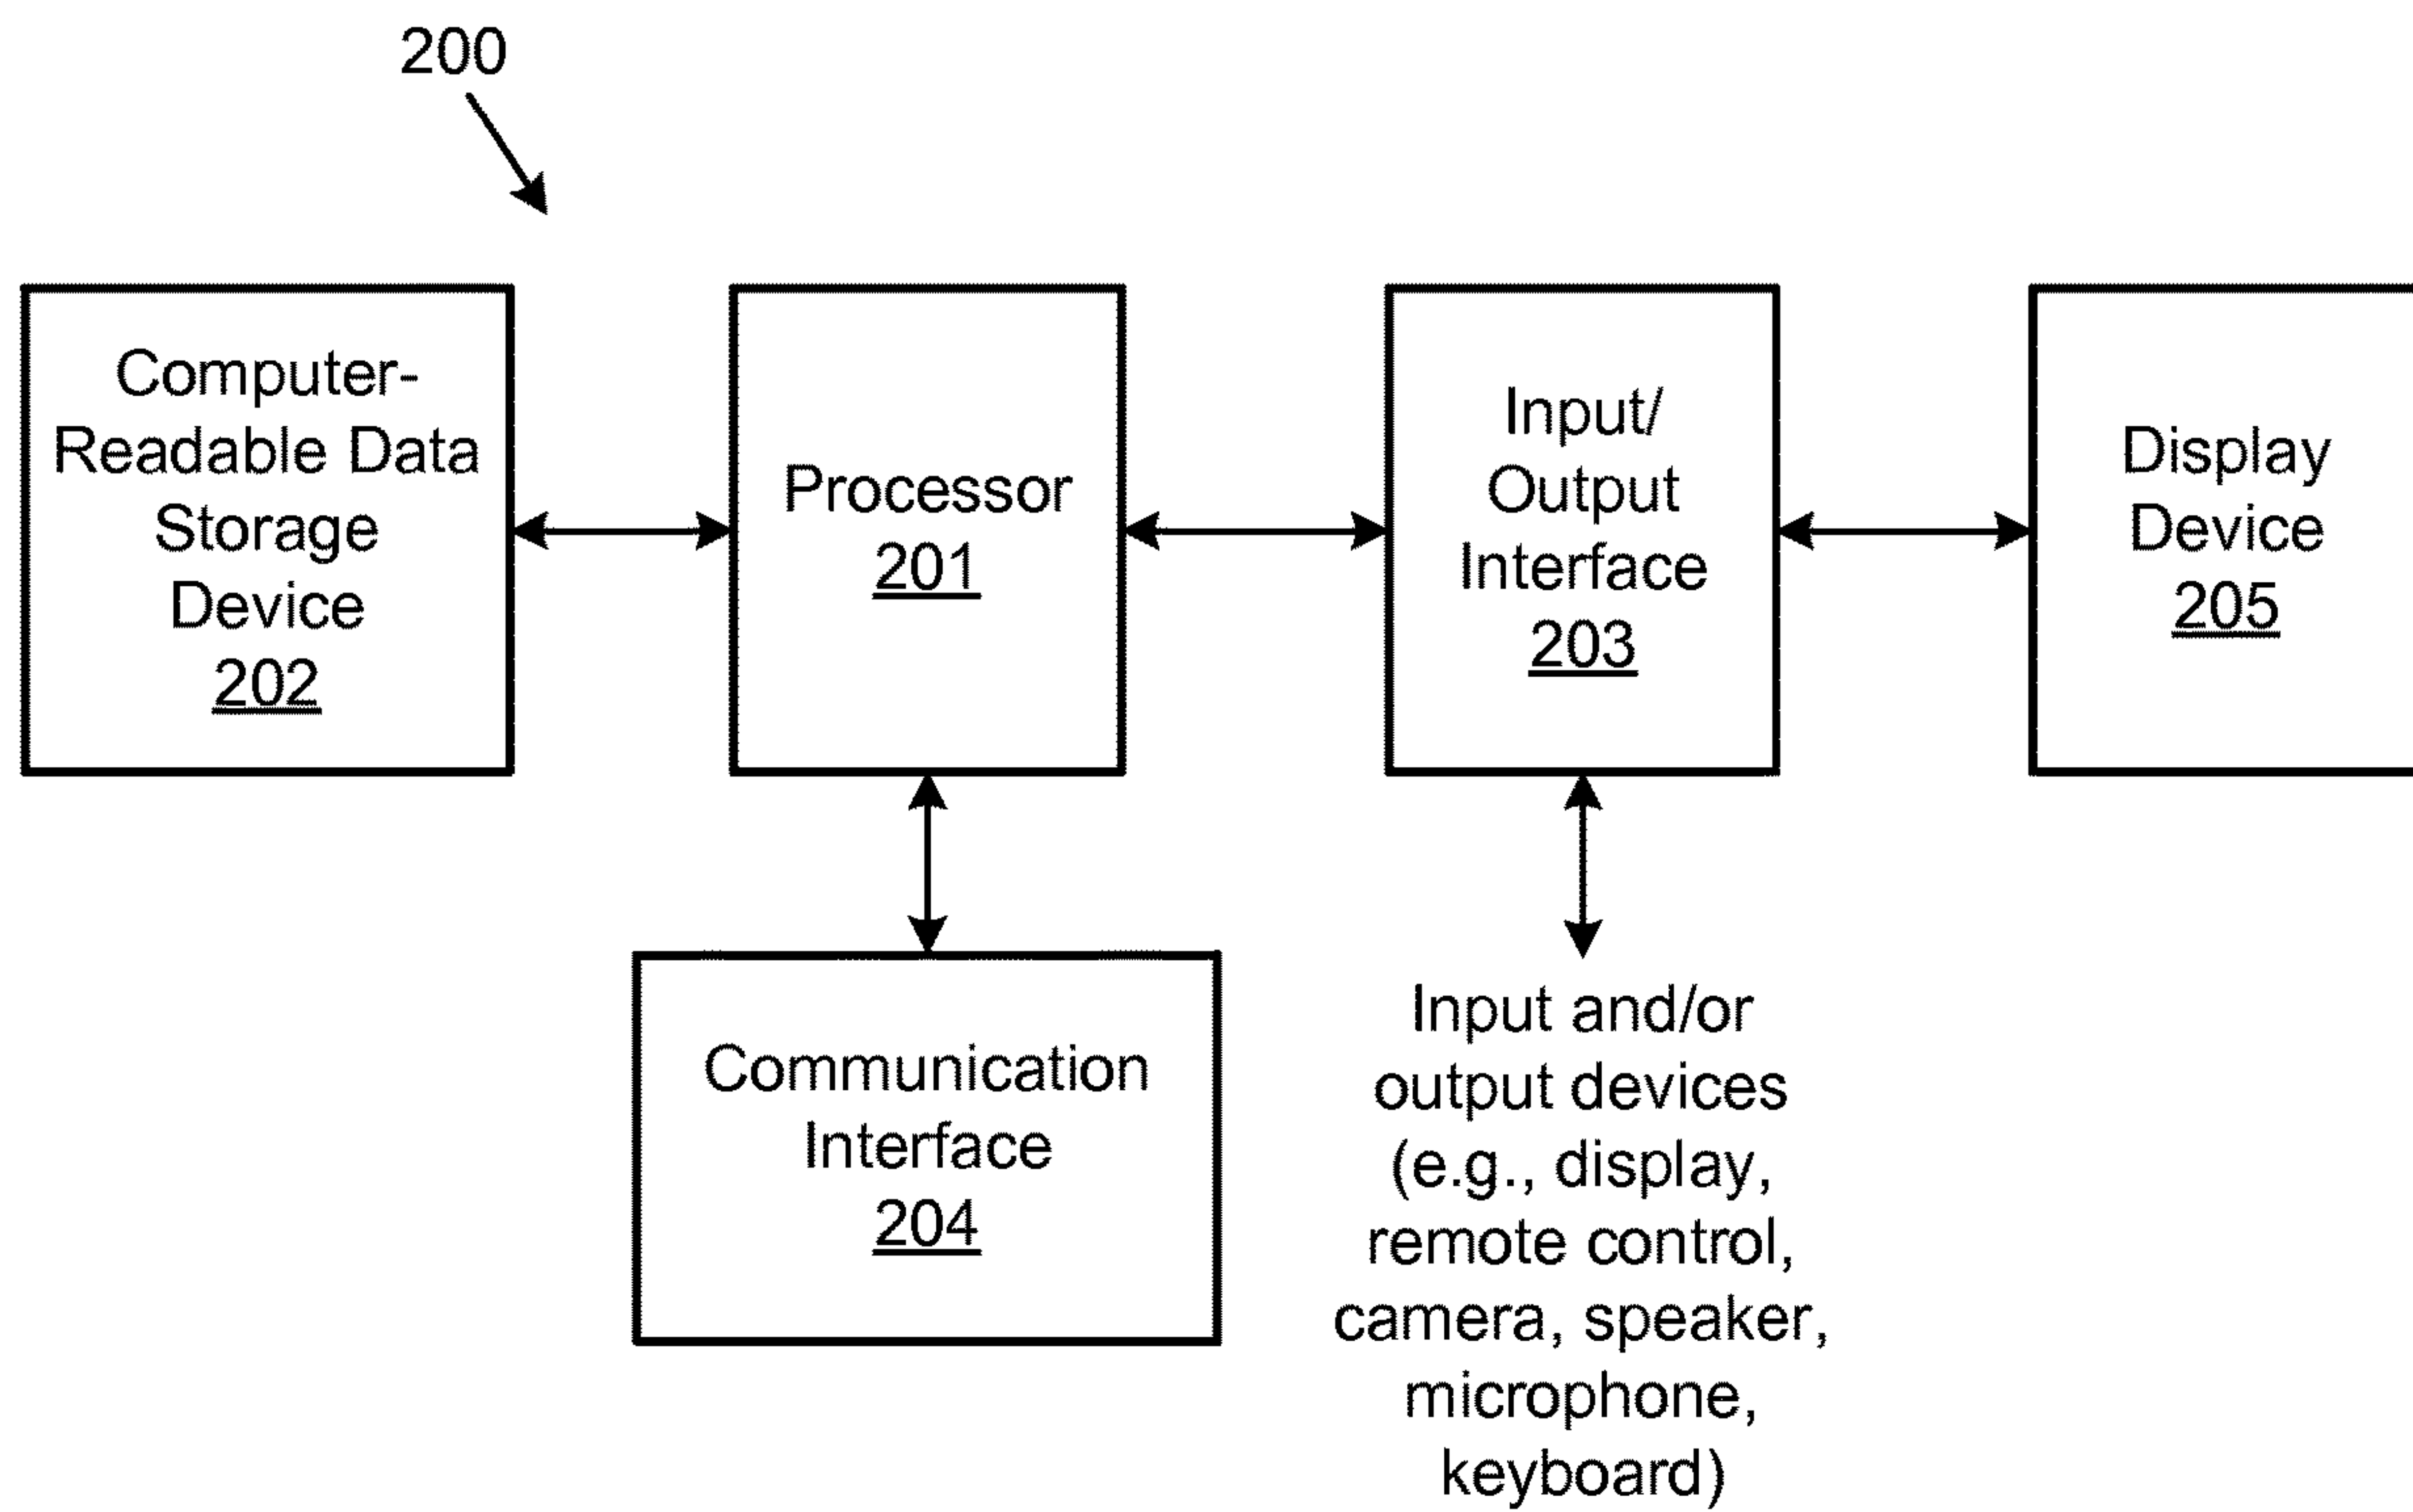 200
Computer-
Readable Data
Storage
Device
202
Processor
201
Input/
Output
Interface
203
Display
Device
205
Communication
Interface
204
Input and/or
output devices
(e.g., display,
remote control,
camera, speaker,
microphone,
keyboard)